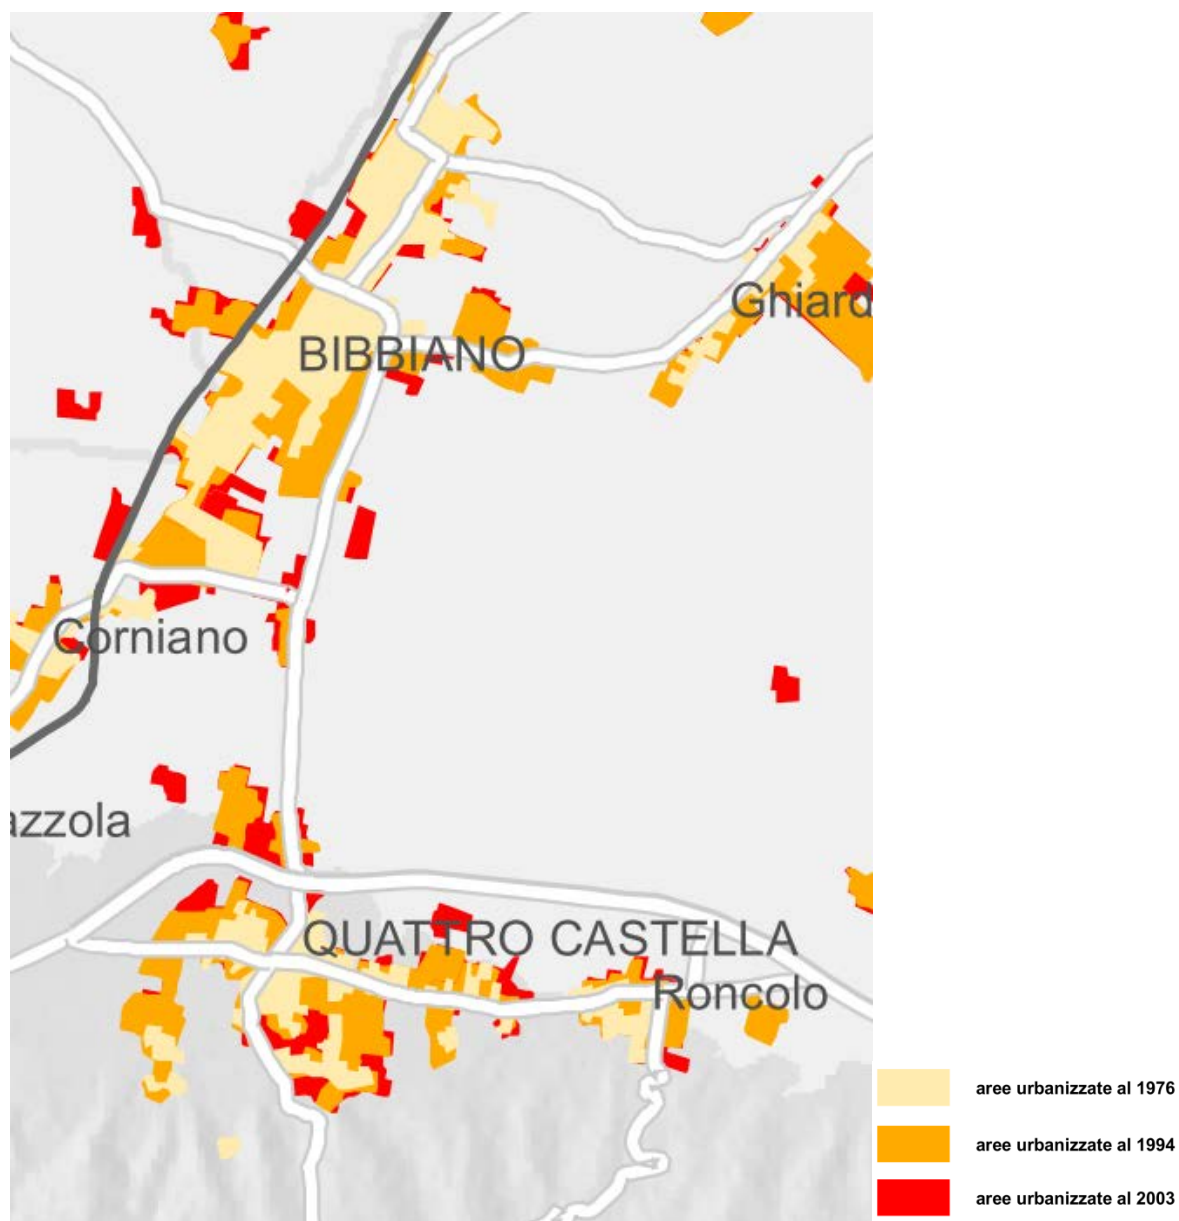 Ghiard
BIBBIANO
Corniano
azzola
QUATTRO CASTELLA
Roncolo
aree urbanizzate al 1976
aree urbanizzate al 1994
aree urbanizzate al 2003